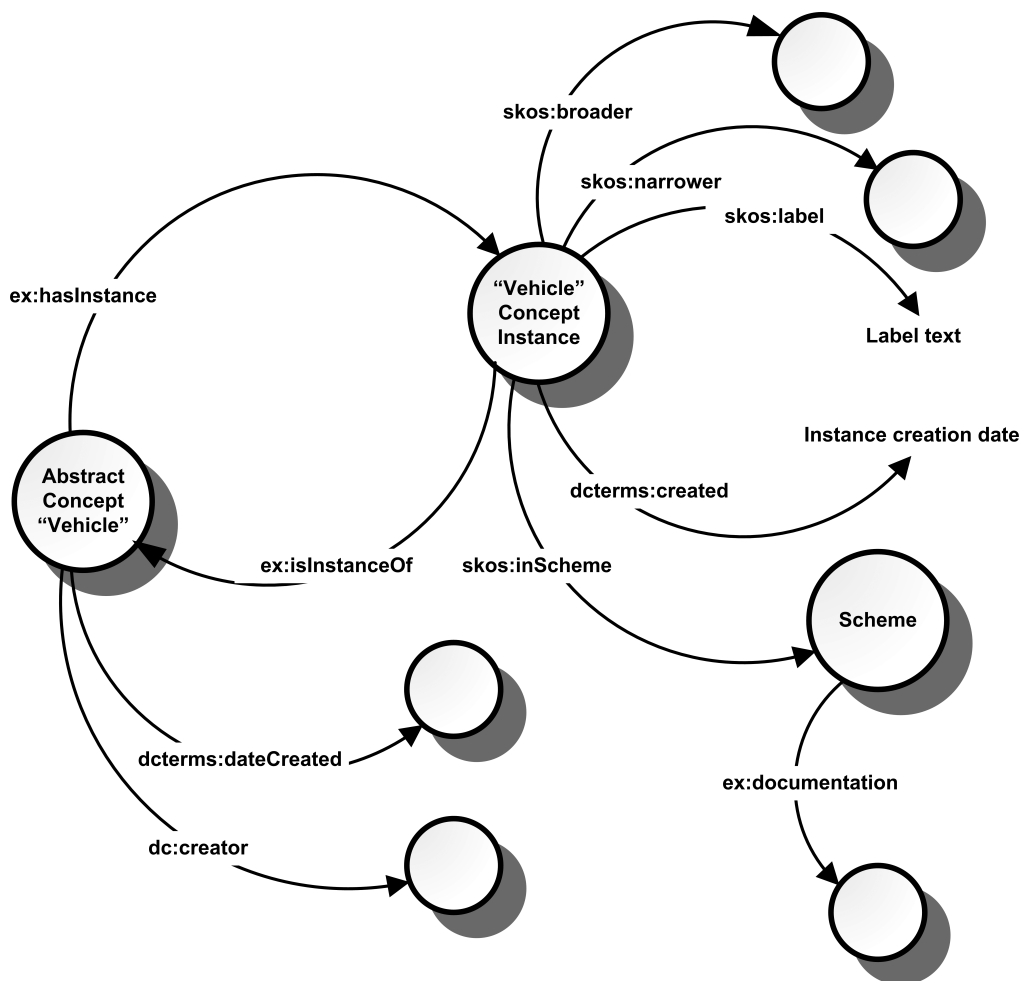 skos:broader
skos:narrower
skos:label
ex:hasInstance
“Vehicle”
Concept
Instance
Label text
Instance creation date
Abstract
Concept
“Vehicle”
dcterms:created
ex:isInstanceOf
skos:inScheme
Scheme
dcterms:dateCreated
ex:documentation
dc:creator